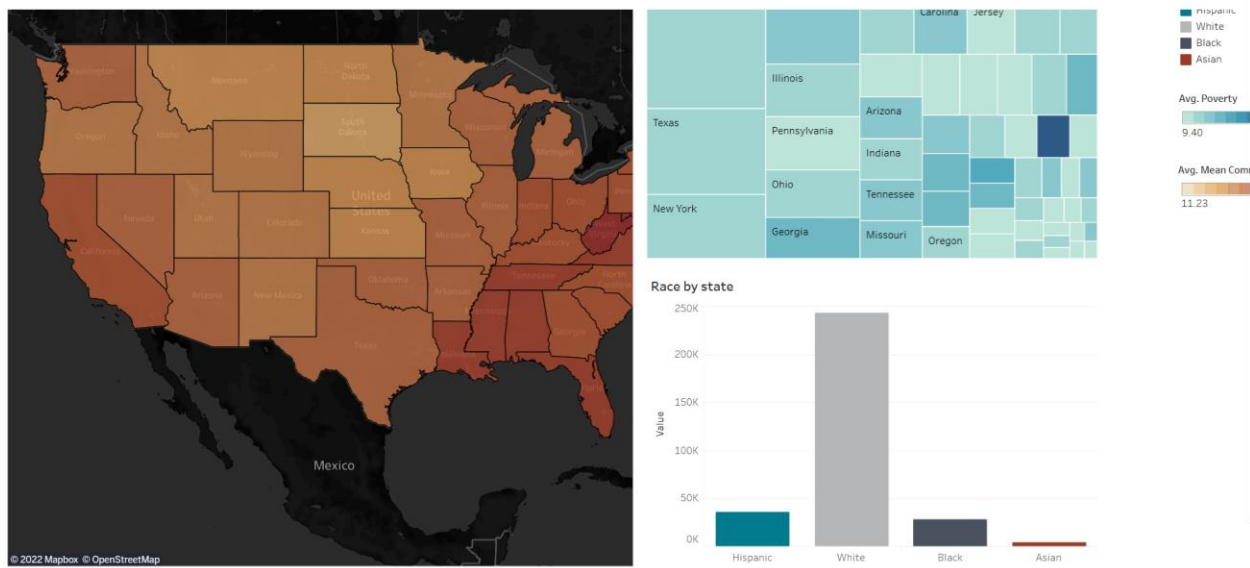 Washington
Montana
North
Dakota
Minnesota
Oregon
Idaho
South
Dakota
Wisconsin
Michigan
Wyoming
Iowa
United
States
Nevada
Utah
Colorado
Kansas
Missouri
Illinois
Indiana
Ohio
California
Kentucky
Tennessee
Arizona
New Mexico
Oklahoma
Arkansas
North
Texas
Georgia
Mexico
© 2022 Mapbox © OpenStreetMap
Carolina
Jersey
Illinois
Texas
Pennsylvania
Arizona
Indiana
Ohio
Tennessee
New York
Georgia
Missouri
Oregon
Race by state
250K
200K
150K
100K
50K
0K
Value
Hispanic
White
Black
Asian
Hispanic
White
Black
Asian
Avg. Poverty
9.40
Avg. Mean Com
11.23